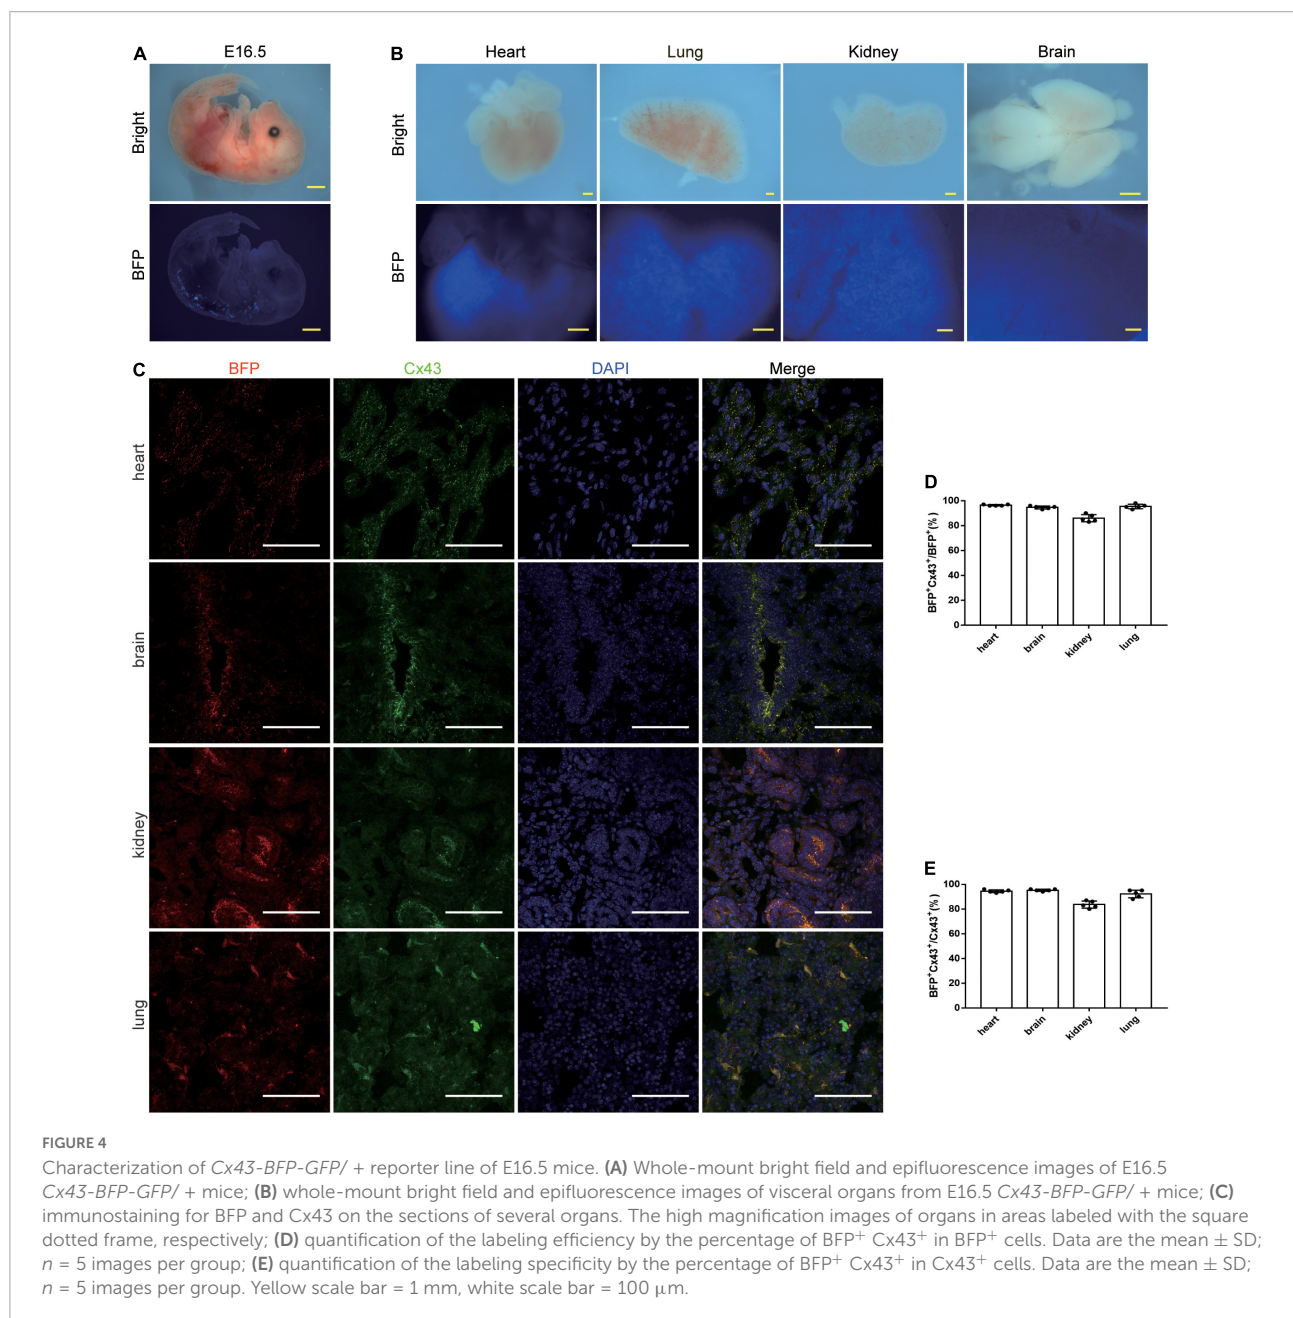 A
E16.5
B
Heart
Lung
Kidney
Brain
Bright
Bright
BFP
BFP
C
BFP
Cx43
DAPI
Merge
heart
brain
kidney
lung
D
BFP⁺Cx43⁺/BFP⁺(%)
100
80
60
40
20
0
heart
brain
kidney
lung
E
BFP⁺Cx43⁺/Cx43⁺(%)
100
80
60
40
20
0
heart
brain
kidney
lung
FIGURE 4
Characterization of Cx43-BFP-GFP/ + reporter line of E16.5 mice. (A) Whole-mount bright field and epifluorescence images of E16.5
Cx43-BFP-GFP/ + mice; (B) whole-mount bright field and epifluorescence images of visceral organs from E16.5 Cx43-BFP-GFP/ + mice; (C)
immunostaining for BFP and Cx43 on the sections of several organs. The high magnification images of organs in areas labeled with the square
dotted frame, respectively; (D) quantification of the labeling efficiency by the percentage of BFP⁺ Cx43⁺ in BFP⁺ cells. Data are the mean ± SD;
n = 5 images per group; (E) quantification of the labeling specificity by the percentage of BFP⁺ Cx43⁺ in Cx43⁺ cells. Data are the mean ± SD;
n = 5 images per group. Yellow scale bar = 1 mm, white scale bar = 100 μm.